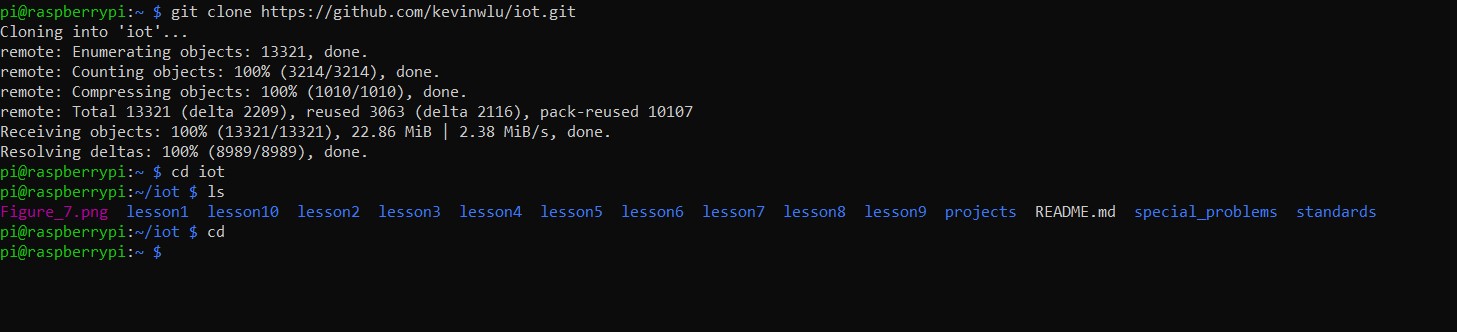 pi@raspberrypi:~ $ git clone https://github.com/kevinwlu/iot.git
Cloning into 'iot'...
remote: Enumerating objects: 13321, done.
remote: Counting objects: 100% (3214/3214), done.
remote: Compressing objects: 100% (1010/1010), done.
remote: Total 13321 (delta 2209), reused 3063 (delta 2116), pack-reused 10107
Receiving objects: 100% (13321/13321), 22.86 MiB | 2.38 MiB/s, done.
Resolving deltas: 100% (8989/8989), done.
pi@raspberrypi:~ $ cd iot
pi@raspberrypi:~/iot $ ls
Figure_7.png  lesson1  lesson10  lesson2  lesson3  lesson4  lesson5  lesson6  lesson7  lesson8  lesson9  projects  README.md  special_problems  standards
pi@raspberrypi:~/iot $ cd
pi@raspberrypi:~ $